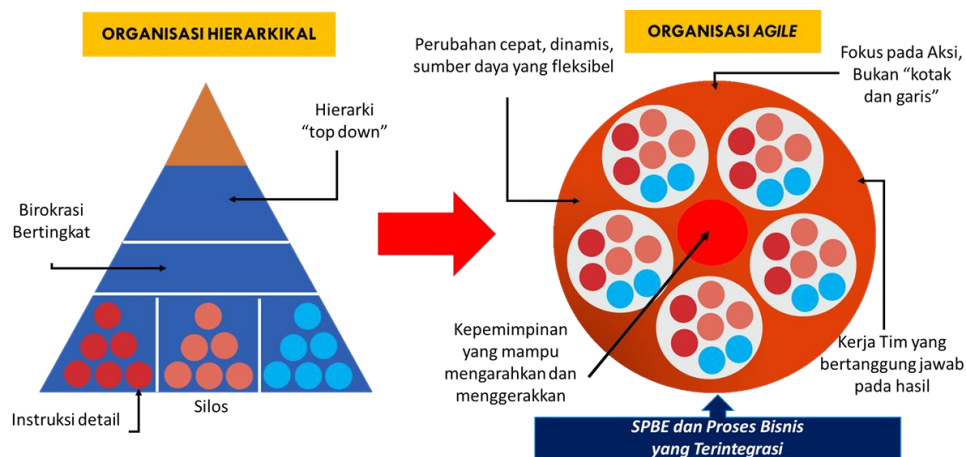 ORGANISASI HIERARKIKAL
Hierarki
“top down”
Birokrasi
Bertingkat
Instruksi detail
Silos
ORGANISASI AGILE
Perubahan cepat, dinamis,
sumber daya yang fleksibel
Fokus pada Aksi,
Bukan “kotak
dan garis”
Kepemimpinan
yang mampu
mengarahkan dan
menggerakkan
Kerja Tim yang
bertanggung jawab
pada hasil
SPBE dan Proses Bisnis
yang Terintegrasi